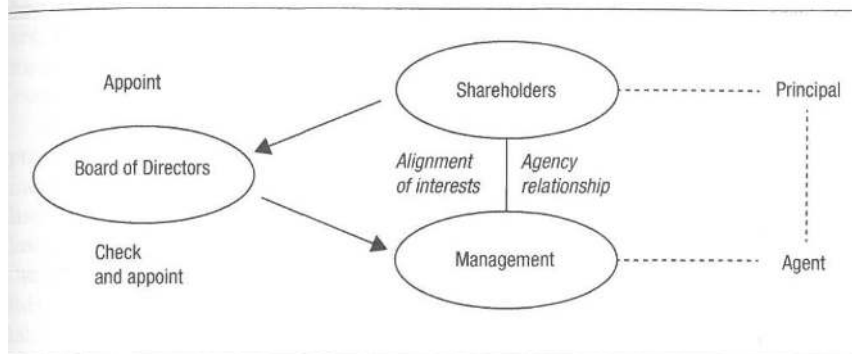 Appoint
Shareholders
Principal
Board of Directors
Alignment
of interests
Agency
relationship
Check
and appoint
Management
Agent